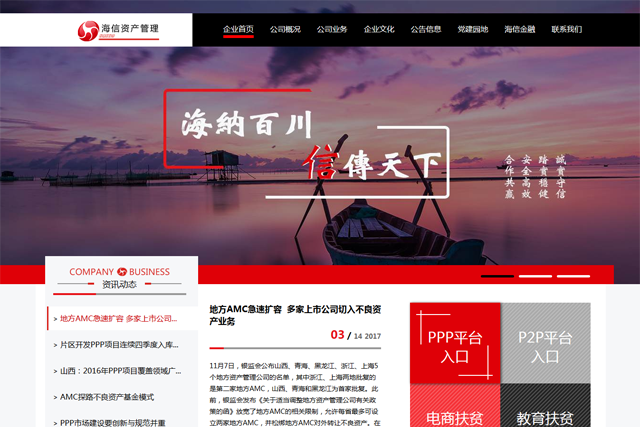 海信资产管理
企业首页 公司概况 公司业务 企业文化 公告信息 党建园地 海信金融 联系我们
海納百川
信傳天下
誠實守信
踏實穩健
安全高效
合作共贏
COMPANY BUSINESS
资讯动态
> 地方AMC急速扩容 多家上市公司...
> 片区开发PPP项目连续四季度入库...
> 山西：2016年PPP项目覆盖领域广...
> AMC探路不良资产基金模式
> PPP市场建设要创新与规范并重
地方AMC急速扩容 多家上市公司切入不良资
产业务
03 / 14 2017
11月7日，银监会公布山西、青海、黑龙江、浙江、上海5
个地方资产管理公司的名单，其中浙江、上海两地批复的
是第二家地方AMC，山西、青海和黑龙江为首家批复。此
前，银监会发布《关于适当调整地方资产管理公司有关政
策的函》放宽了地方AMC的相关限制，允许每省最多可设
立两家地方AMC，并松绑地方AMC对外转让不良资产。在
PPP平台
入口
P2P平台
入口
电商扶贫
教育扶贫